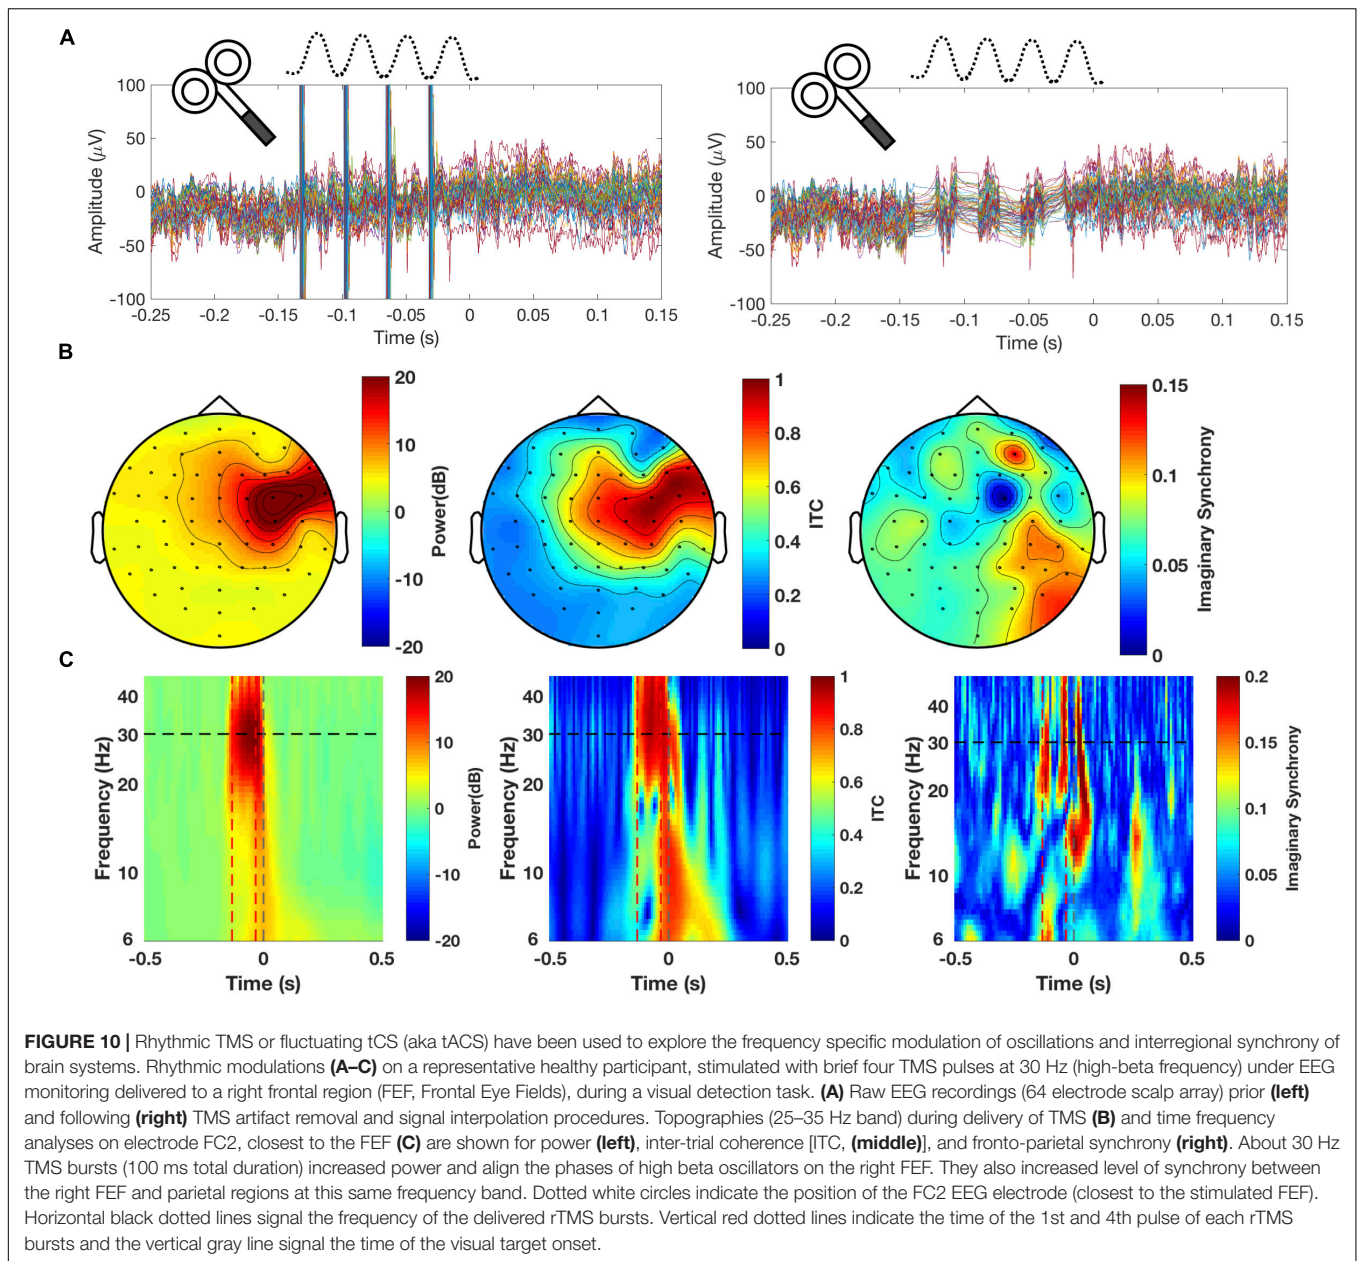 A
100
50
0
-50
-100
Amplitude (μV)
-0.25 -0.2 -0.15 -0.1 -0.05 0 0.05 0.1 0.15
Time (s)
100
50
0
-50
-100
Amplitude (μV)
-0.25 -0.2 -0.15 -0.1 -0.05 0 0.05 0.1 0.15
Time (s)
B
20
10
0
-10
-20
Power(dB)
1
0.8
0.6
0.4
0.2
0
ITC
0.15
0.1
0.05
0
Imaginary Synchrony
C
40
30
20
10
6
Frequency (Hz)
-0.5 0 0.5
Time (s)
20
10
0
-10
-20
Power(dB)
40
30
20
10
6
Frequency (Hz)
-0.5 0 0.5
Time (s)
1
0.8
0.6
0.4
0.2
0
ITC
40
30
20
10
6
Frequency (Hz)
-0.5 0 0.5
Time (s)
0.2
0.15
0.1
0.05
0
Imaginary Synchrony
FIGURE 10 | Rhythmic TMS or fluctuating tCS (aka tACS) have been used to explore the frequency specific modulation of oscillations and interregional synchrony of
brain systems. Rhythmic modulations (A–C) on a representative healthy participant, stimulated with brief four TMS pulses at 30 Hz (high-beta frequency) under EEG
monitoring delivered to a right frontal region (FEF, Frontal Eye Fields), during a visual detection task. (A) Raw EEG recordings (64 electrode scalp array) prior (left)
and following (right) TMS artifact removal and signal interpolation procedures. Topographies (25–35 Hz band) during delivery of TMS (B) and time frequency
analyses on electrode FC2, closest to the FEF (C) are shown for power (left), inter-trial coherence [ITC, (middle)], and fronto-parietal synchrony (right). About 30 Hz
TMS bursts (100 ms total duration) increased power and align the phases of high beta oscillators on the right FEF. They also increased level of synchrony between
the right FEF and parietal regions at this same frequency band. Dotted white circles indicate the position of the FC2 EEG electrode (closest to the stimulated FEF).
Horizontal black dotted lines signal the frequency of the delivered rTMS bursts. Vertical red dotted lines indicate the time of the 1st and 4th pulse of each rTMS
bursts and the vertical gray line signal the time of the visual target onset.